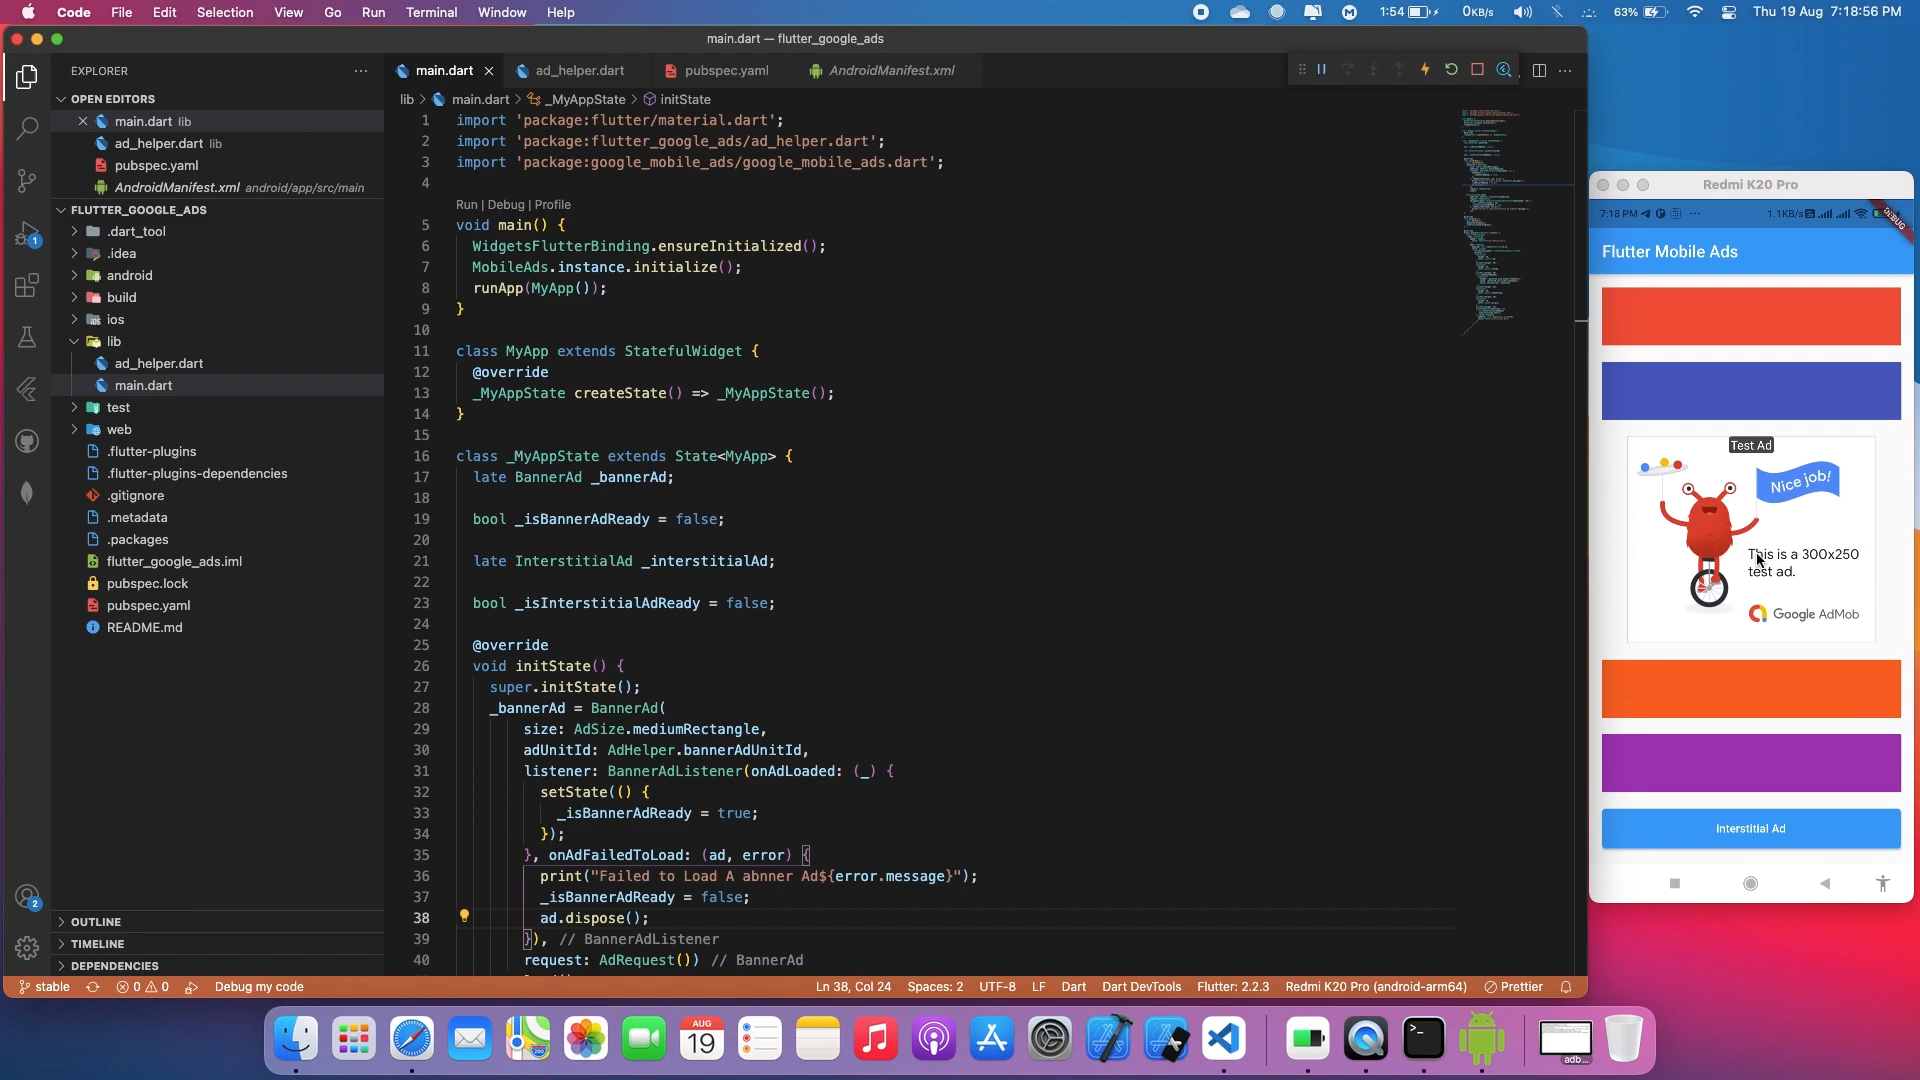 Code File Edit Selection View Go Run Terminal Window Help
1:54 0KB/s 63% Thu 19 Aug 7:18:56 PM
main.dart — flutter_google_ads
EXPLORER
OPEN EDITORS
main.dart lib
ad_helper.dart lib
pubspec.yaml
AndroidManifest.xml android/app/src/main
FLUTTER_GOOGLE_ADS
.dart_tool
.idea
android
build
ios
lib
ad_helper.dart
main.dart
test
web
.flutter-plugins
.flutter-plugins-dependencies
.gitignore
.metadata
.packages
flutter_google_ads.iml
pubspec.lock
pubspec.yaml
README.md
OUTLINE
TIMELINE
DEPENDENCIES
1
2
main.dart ad_helper.dart pubspec.yaml AndroidManifest.xml
lib > main.dart > _MyAppState > initState
1 import 'package:flutter/material.dart';
2 import 'package:flutter_google_ads/ad_helper.dart';
3 import 'package:google_mobile_ads/google_mobile_ads.dart';
4
Run | Debug | Profile
5 void main() {
6 WidgetsFlutterBinding.ensureInitialized();
7 MobileAds.instance.initialize();
8 runApp(MyApp());
9 }
10
11 class MyApp extends StatefulWidget {
12 @override
13 _MyAppState createState() => _MyAppState();
14 }
15
16 class _MyAppState extends State<MyApp> {
17 late BannerAd _bannerAd;
18
19 bool _isBannerAdReady = false;
20
21 late InterstitialAd _interstitialAd;
22
23 bool _isInterstitialAdReady = false;
24
25 @override
26 void initState() {
27 super.initState();
28 _bannerAd = BannerAd(
29 size: AdSize.mediumRectangle,
30 adUnitId: AdHelper.bannerAdUnitId,
31 listener: BannerAdListener(onAdLoaded: (_) {
32 setState(() {
33 _isBannerAdReady = true;
34 });
35 }, onAdFailedToLoad: (ad, error) {
36 print("Failed to Load A abnner Ad${error.message}");
37 _isBannerAdReady = false;
38 ad.dispose();
39 }), // BannerAdListener
40 request: AdRequest()) // BannerAd
stable 0 0 Debug my code Ln 38, Col 24 Spaces: 2 UTF-8 LF Dart Dart DevTools Flutter: 2.2.3 Redmi K20 Pro (android-arm64) Prettier
Redmi K20 Pro
7:18 PM 1.1KB/s
DEBUG
Flutter Mobile Ads
Test Ad
Nice job!
This is a 300x250
test ad.
Google AdMob
Interstitial Ad
AUG
19
280
adb...